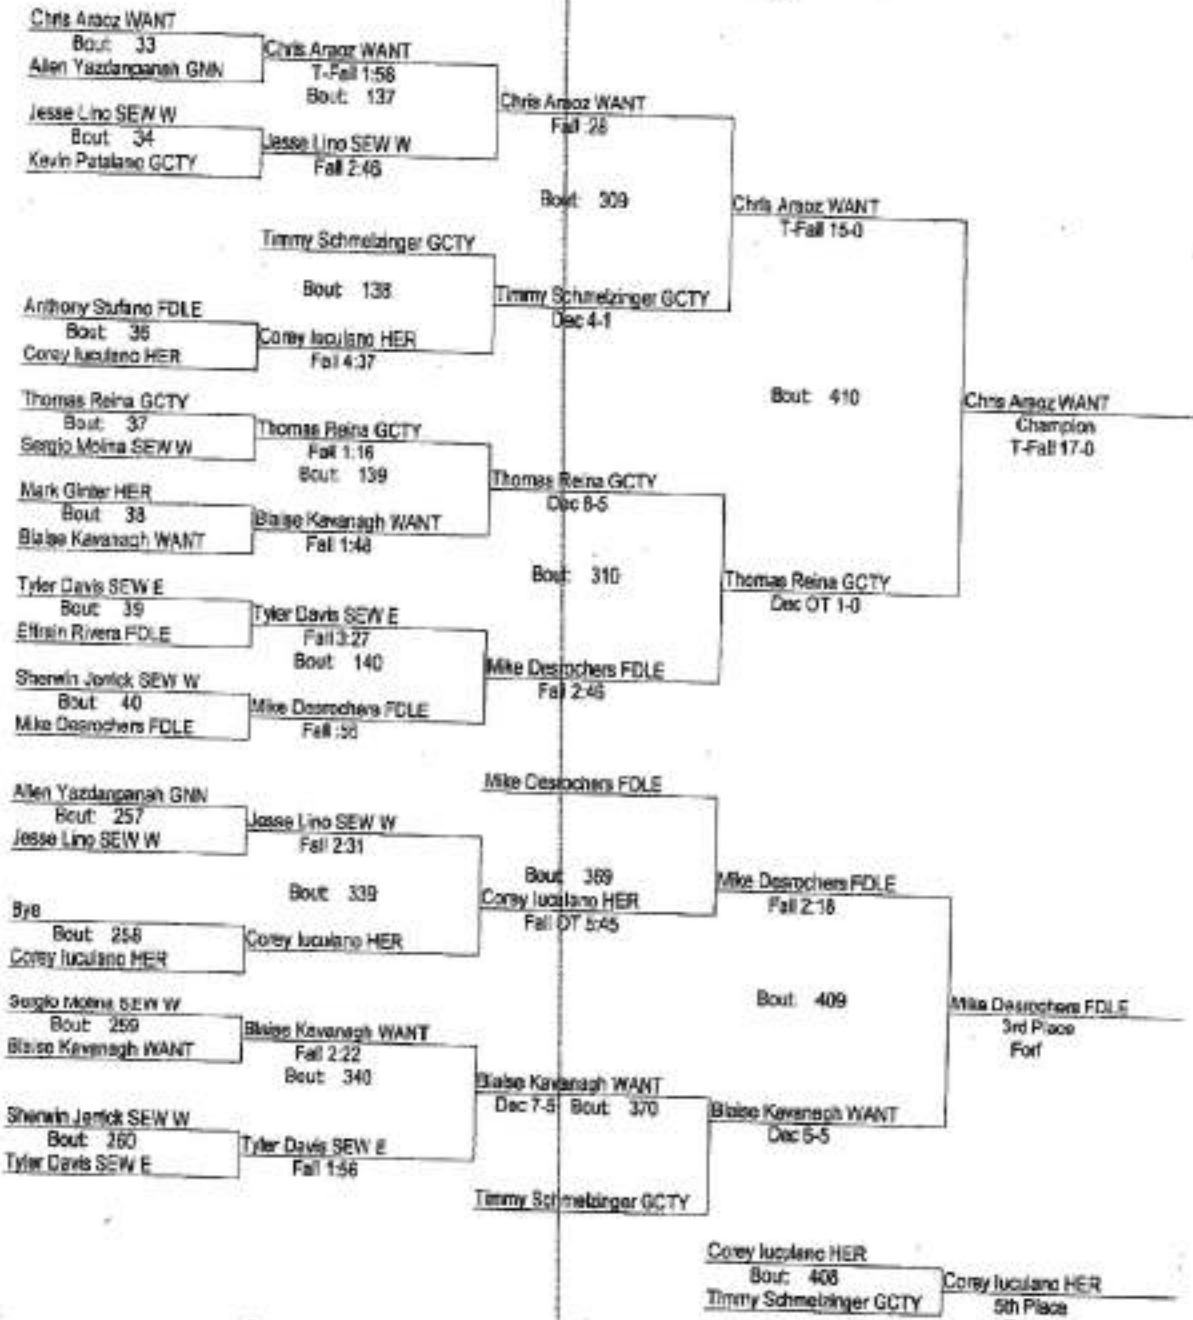 Chris Araoz WANT
Bout: 33
Allen Yazdanpanah GNN
Chris Araoz WANT
T-Fall 1:58
Bout: 137
Jesse Lino SEW W
Bout: 34
Kevin Patalano GCTY
Jesse Lino SEW W
Fall 2:46
Chris Araoz WANT
Fall :28
Bout: 309
Timmy Schmelzinger GCTY
Bout: 138
Anthony Stufano FDLE
Bout: 36
Corey Iuculano HER
Corey Iuculano HER
Fall 4:37
Timmy Schmelzinger GCTY
Dec 4-1
Chris Araoz WANT
T-Fall 15-0
Bout: 410
Chris Araoz WANT
Champion
T-Fall 17-0
Thomas Reina GCTY
Bout: 37
Sergio Molina SEW W
Thomas Reina GCTY
Fall 1:16
Bout: 139
Mark Ginter HER
Bout: 38
Blaise Kavanagh WANT
Blaise Kavanagh WANT
Fall 1:48
Thomas Reina GCTY
Dec 8-5
Bout: 310
Thomas Reina GCTY
Dec OT 1-0
Tyler Davis SEW E
Bout: 39
Efrain Rivera FDLE
Tyler Davis SEW E
Fall 3:27
Bout: 140
Sherwin Jerrick SEW W
Bout: 40
Mike Desrochers FDLE
Mike Desrochers FDLE
Fall :56
Mike Desrochers FDLE
Fall 2:46
Allen Yazdanpanah GNN
Bout: 257
Jesse Lino SEW W
Jesse Lino SEW W
Fall 2:31
Bout: 339
Bye
Bout: 258
Corey Iuculano HER
Corey Iuculano HER
Mike Desrochers FDLE
Bout: 369
Corey Iuculano HER
Fall OT 5:45
Mike Desrochers FDLE
Fall 2:18
Bout: 409
Mike Desrochers FDLE
3rd Place
Forf
Sergio Molina SEW W
Bout: 259
Blaise Kavanagh WANT
Blaise Kavanagh WANT
Fall 2:22
Bout: 340
Sherwin Jerrick SEW W
Bout: 260
Tyler Davis SEW E
Tyler Davis SEW E
Fall 1:56
Blaise Kavanagh WANT
Dec 7-5 Bout: 370
Timmy Schmelzinger GCTY
Blaise Kavanagh WANT
Dec 6-5
Corey Iuculano HER
Bout: 408
Timmy Schmelzinger GCTY
Corey Iuculano HER
5th Place